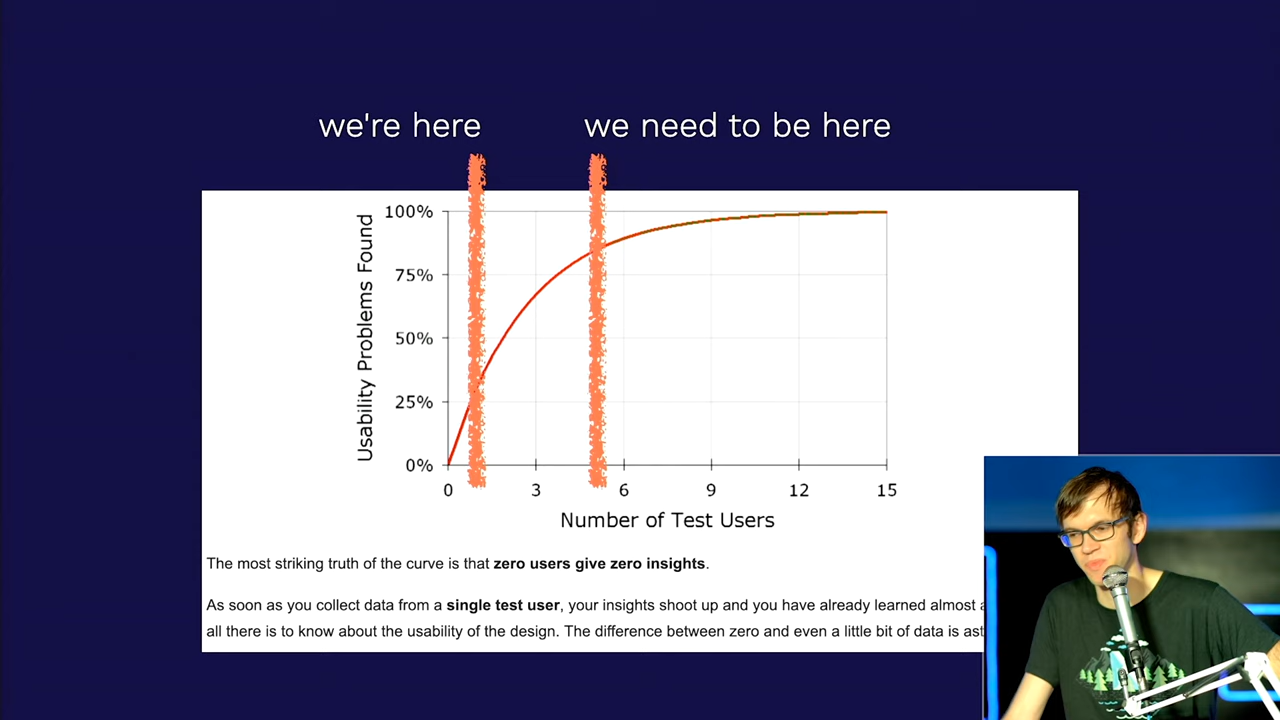 we're here
we need to be here
Usability Problems Found
100%
75%
50%
25%
0%
0 3 6 9 12 15
Number of Test Users
The most striking truth of the curve is that zero users give zero insights.
As soon as you collect data from a single test user, your insights shoot up and you have already learned almost
all there is to know about the usability of the design. The difference between zero and even a little bit of data is